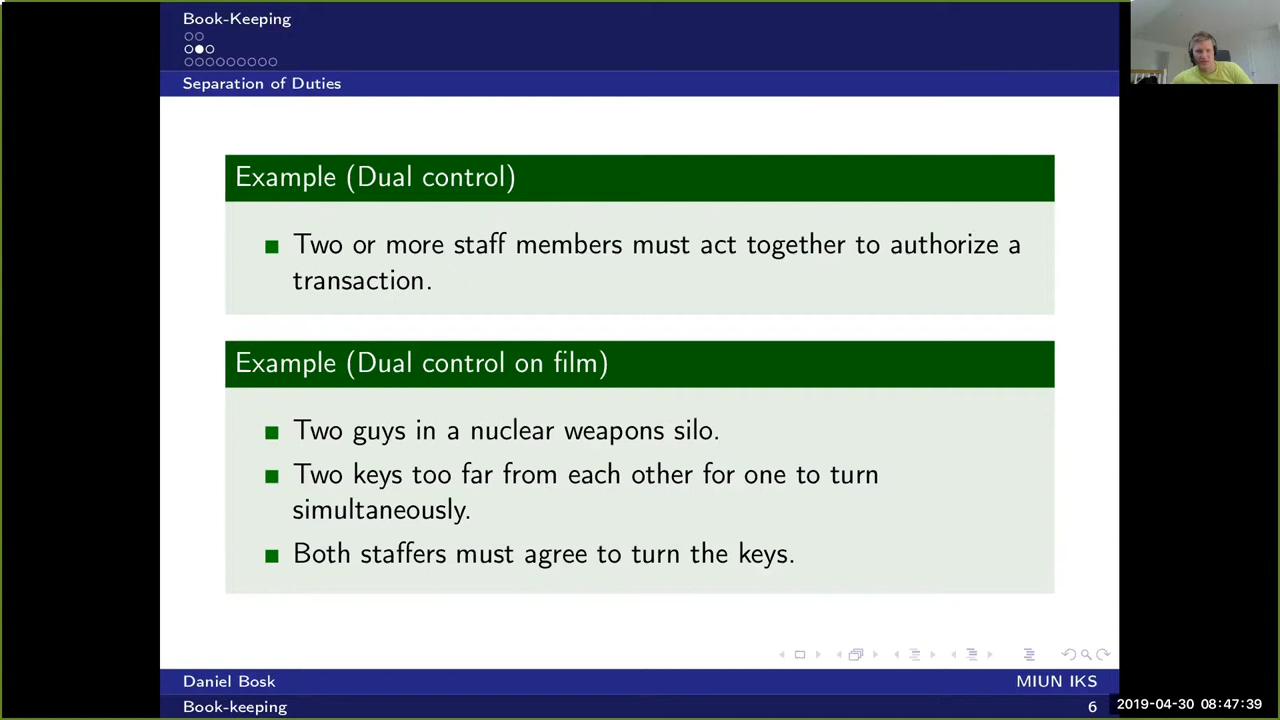 Book-Keeping
Separation of Duties
Example (Dual control)
Two or more staff members must act together to authorize a
transaction.
Example (Dual control on film)
Two guys in a nuclear weapons silo.
Two keys too far from each other for one to turn
simultaneously.
Both staffers must agree to turn the keys.
Daniel Bosk
MIUN IKS
Book-keeping
6
2019-04-30 08:47:39